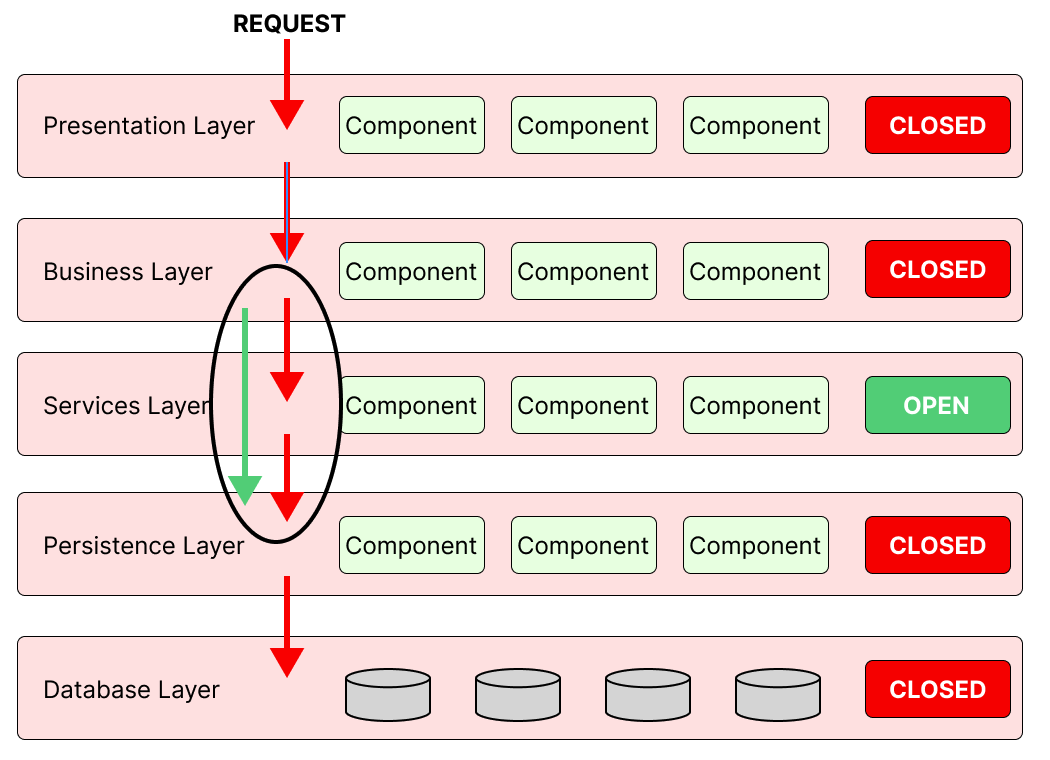 REQUEST
Presentation Layer Component Component Component CLOSED
Business Layer Component Component Component CLOSED
Services Layer Component Component Component OPEN
Persistence Layer Component Component Component CLOSED
Database Layer CLOSED